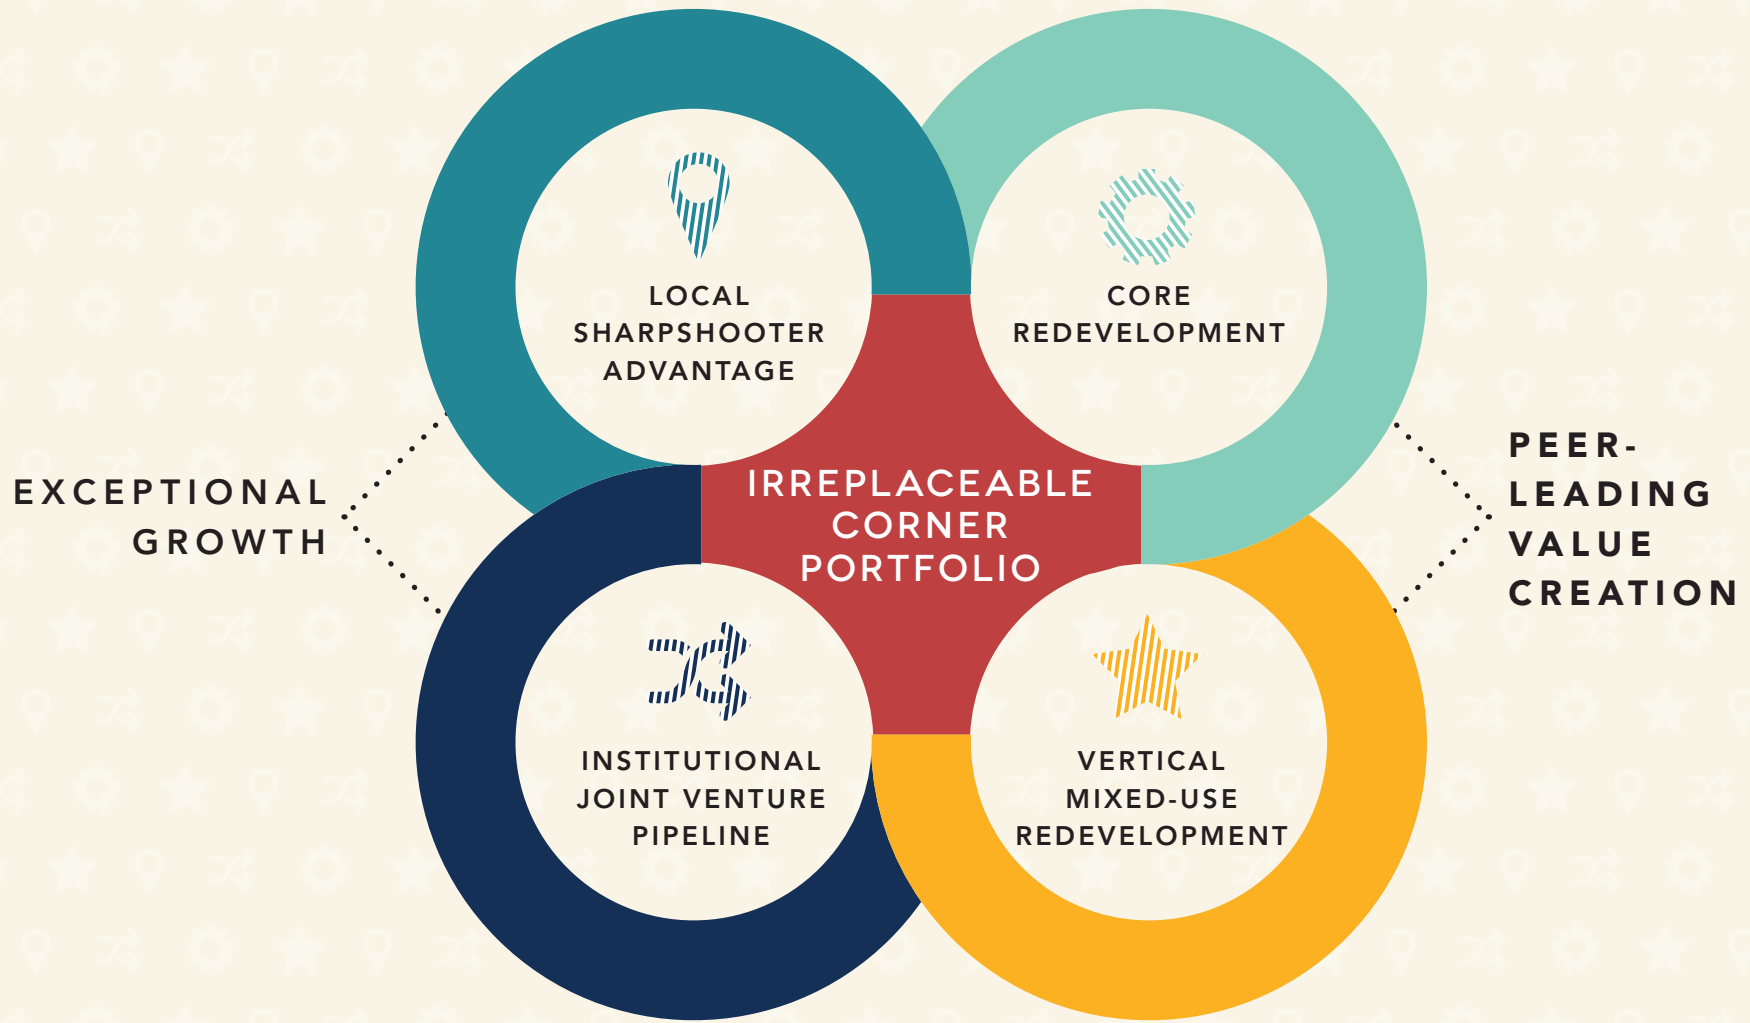 LOCAL
SHARPSHOOTER
ADVANTAGE
CORE
REDEVELOPMENT
EXCEPTIONAL
GROWTH
IRREPLACEABLE
CORNER
PORTFOLIO
PEER-
LEADING
VALUE
CREATION
INSTITUTIONAL
JOINT VENTURE
PIPELINE
VERTICAL
MIXED-USE
REDEVELOPMENT